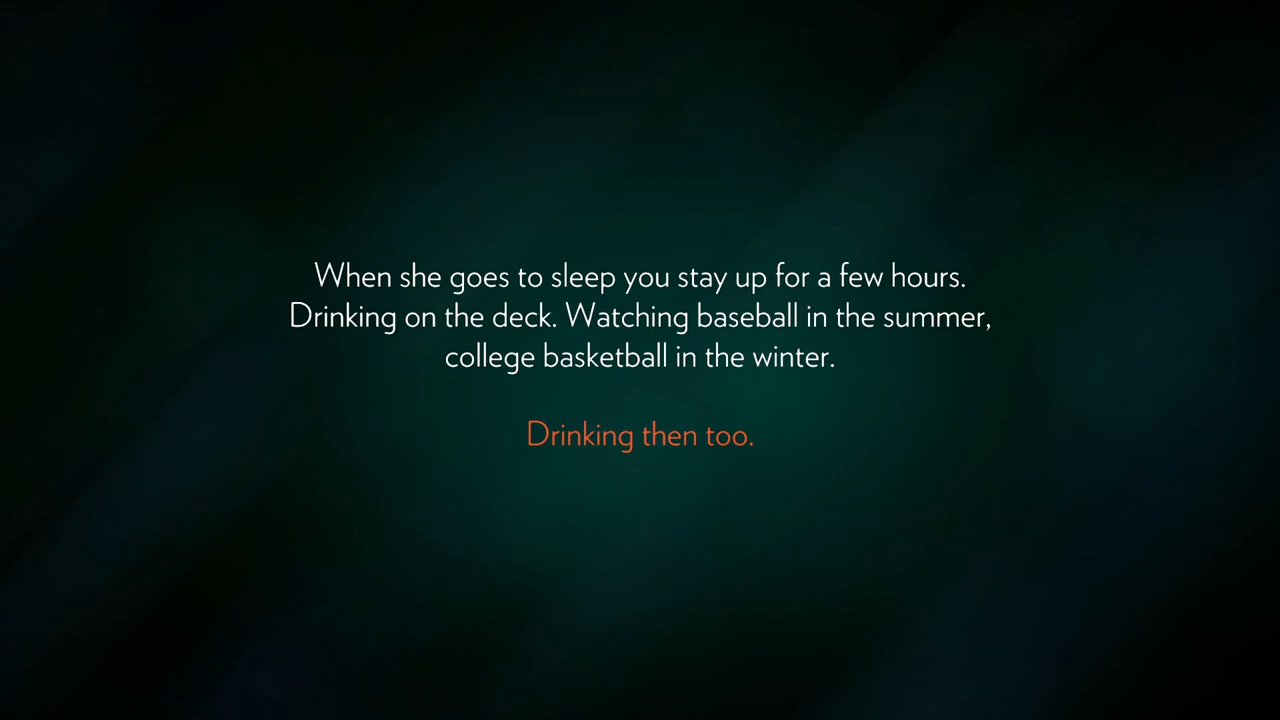 When she goes to sleep you stay up for a few hours.
Drinking on the deck. Watching baseball in the summer,
college basketball in the winter.
Drinking then too.